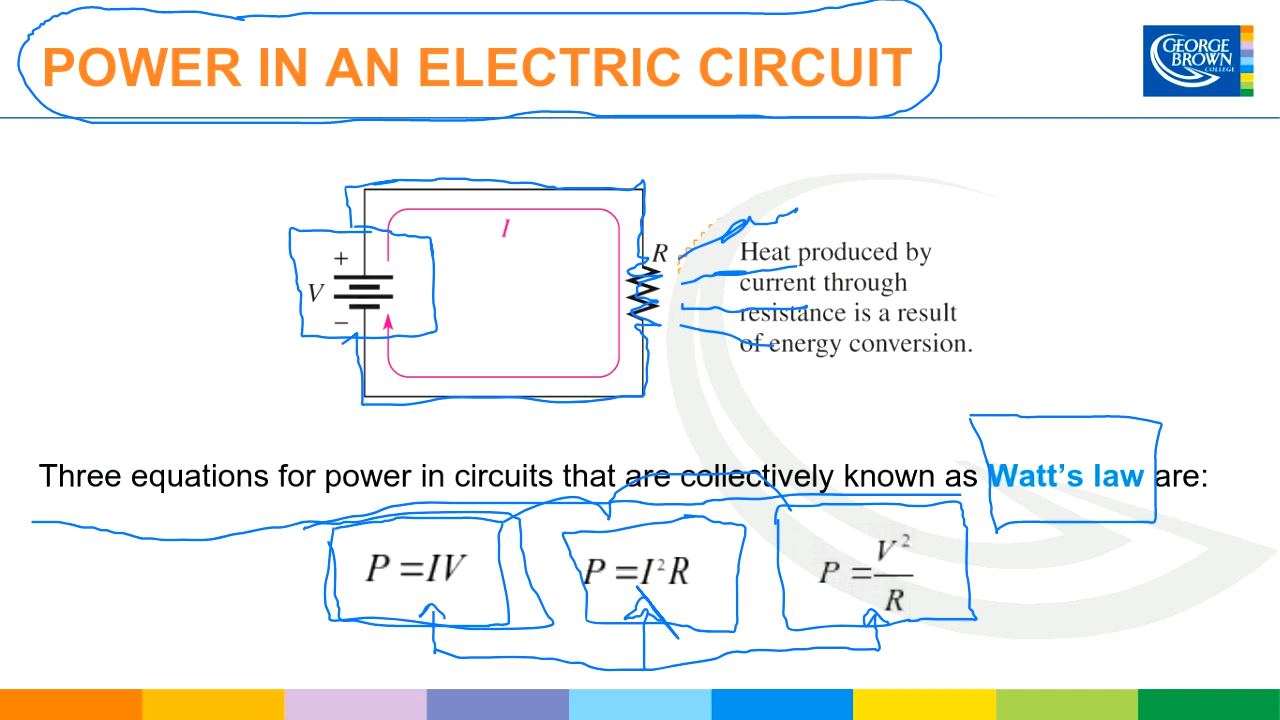 POWER IN AN ELECTRIC CIRCUIT
GEORGE
BROWN
COLLEGE
I
+
V
−
R
Heat produced by
current through
resistance is a result
of energy conversion.
Three equations for power in circuits that are collectively known as Watt’s law are:
P = IV
P = I²R
P = V²/R